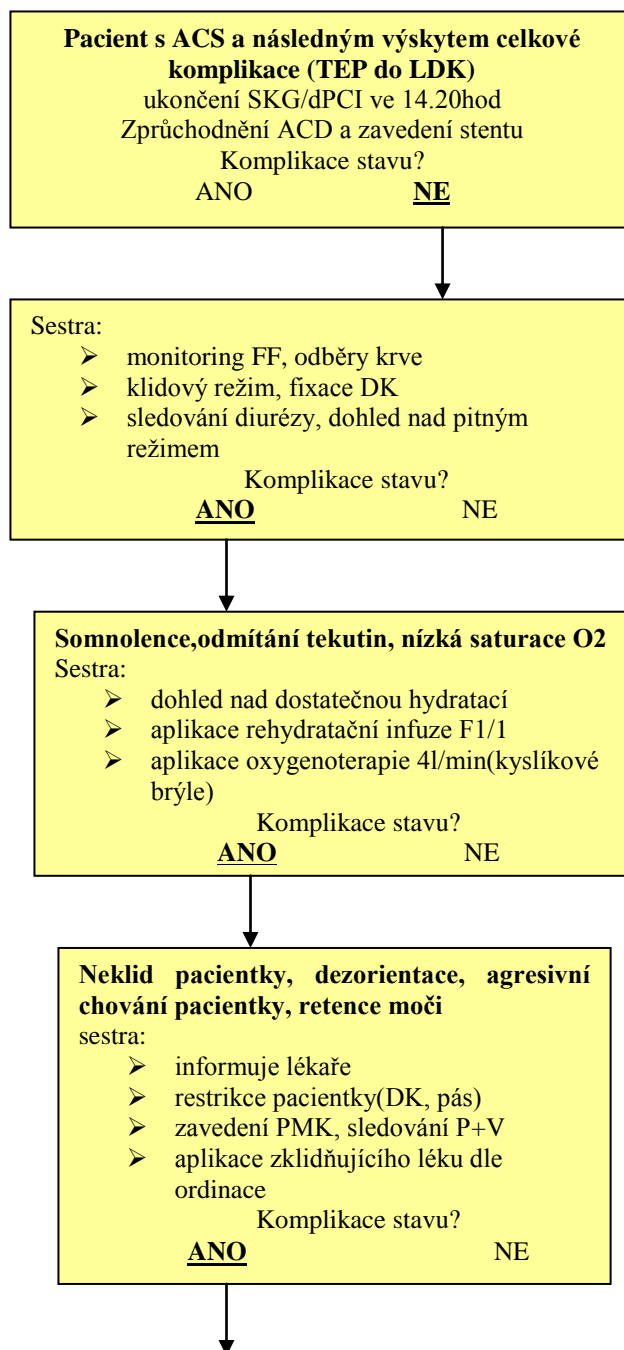 Pacient s ACS a následným výskytem celkové
komplikace (TEP do LDK)
ukončení SKG/dPCI ve 14.20hod
Zprůchodnění ACD a zavedení stentu
Komplikace stavu?
ANO NE
Sestra:
➢ monitoring FF, odběry krve
➢ klidový režim, fixace DK
➢ sledování diurézy, dohled nad pitným
režimem
Komplikace stavu?
ANO NE
Somnolence,odmítání tekutin, nízká saturace O2
Sestra:
➢ dohled nad dostatečnou hydratací
➢ aplikace rehydratační infuze F1/1
➢ aplikace oxygenoterapie 4l/min(kyslíkové
brýle)
Komplikace stavu?
ANO NE
Neklid pacientky, dezorientace, agresivní
chování pacientky, retence moči
sestra:
➢ informuje lékaře
➢ restrikce pacientky(DK, pás)
➢ zavedení PMK, sledování P+V
➢ aplikace zklidňujícího léku dle
ordinace
Komplikace stavu?
ANO NE